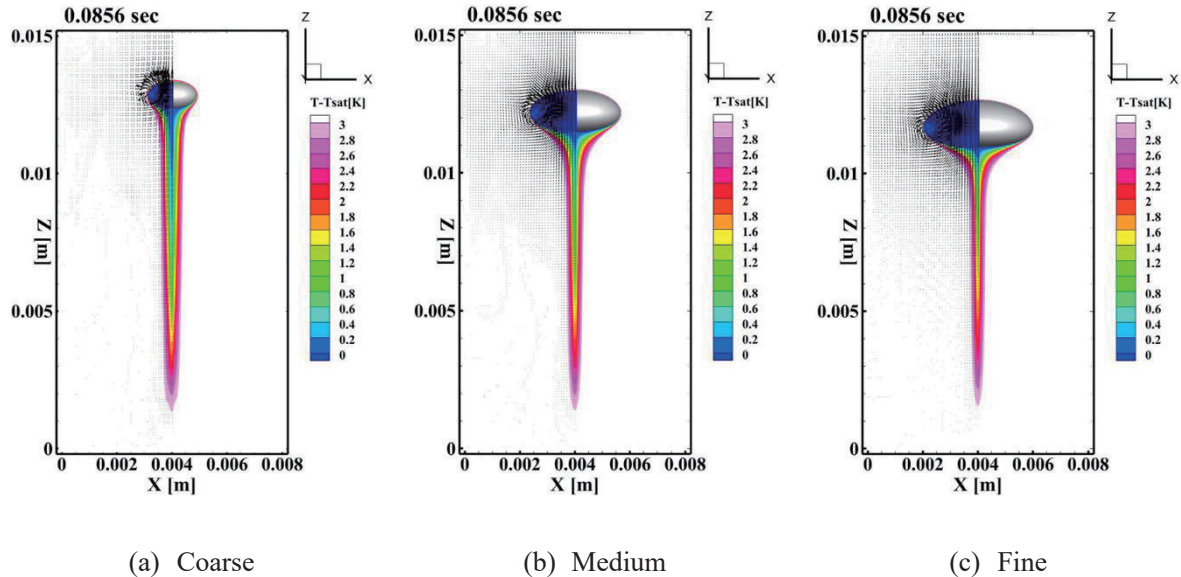 0.0856 sec
Z
X
Y
T-Tsat[K]
3
2.8
2.6
2.4
2.2
2
1.8
1.6
1.4
1.2
1
0.8
0.6
0.4
0.2
0
0.015
0.01
0.005
0
Z [m]
0 0.002 0.004 0.006 0.008
X [m]
(a) Coarse
0.0856 sec
Z
X
Y
T-Tsat[K]
3
2.8
2.6
2.4
2.2
2
1.8
1.6
1.4
1.2
1
0.8
0.6
0.4
0.2
0
0.015
0.01
0.005
0
Z [m]
0 0.002 0.004 0.006 0.008
X [m]
(b) Medium
0.0856 sec
Z
X
Y
T-Tsat[K]
3
2.8
2.6
2.4
2.2
2
1.8
1.6
1.4
1.2
1
0.8
0.6
0.4
0.2
0
0.015
0.01
0.005
0
Z [m]
0 0.002 0.004 0.006 0.008
X [m]
(c) Fine